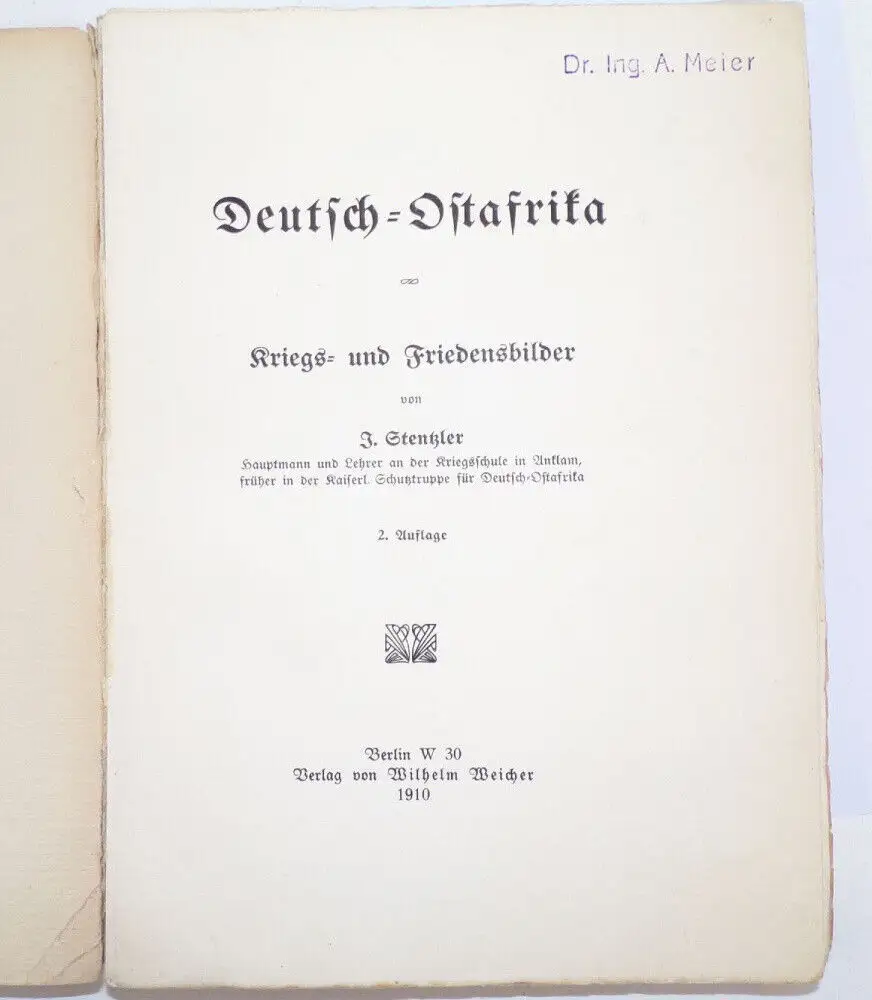 Dr. Ing. A. Meier
Deutſch-Oſtafrika
Kriegs- und Friedensbilder
von
J. Stentzler
Hauptmann und Lehrer an der Kriegsſchule in Anklam,
früher in der Kaiſerl. Schutztruppe für Deutſch-Oſtafrika
2. Auflage
Berlin W 30
Verlag von Wilhelm Weicher
1910